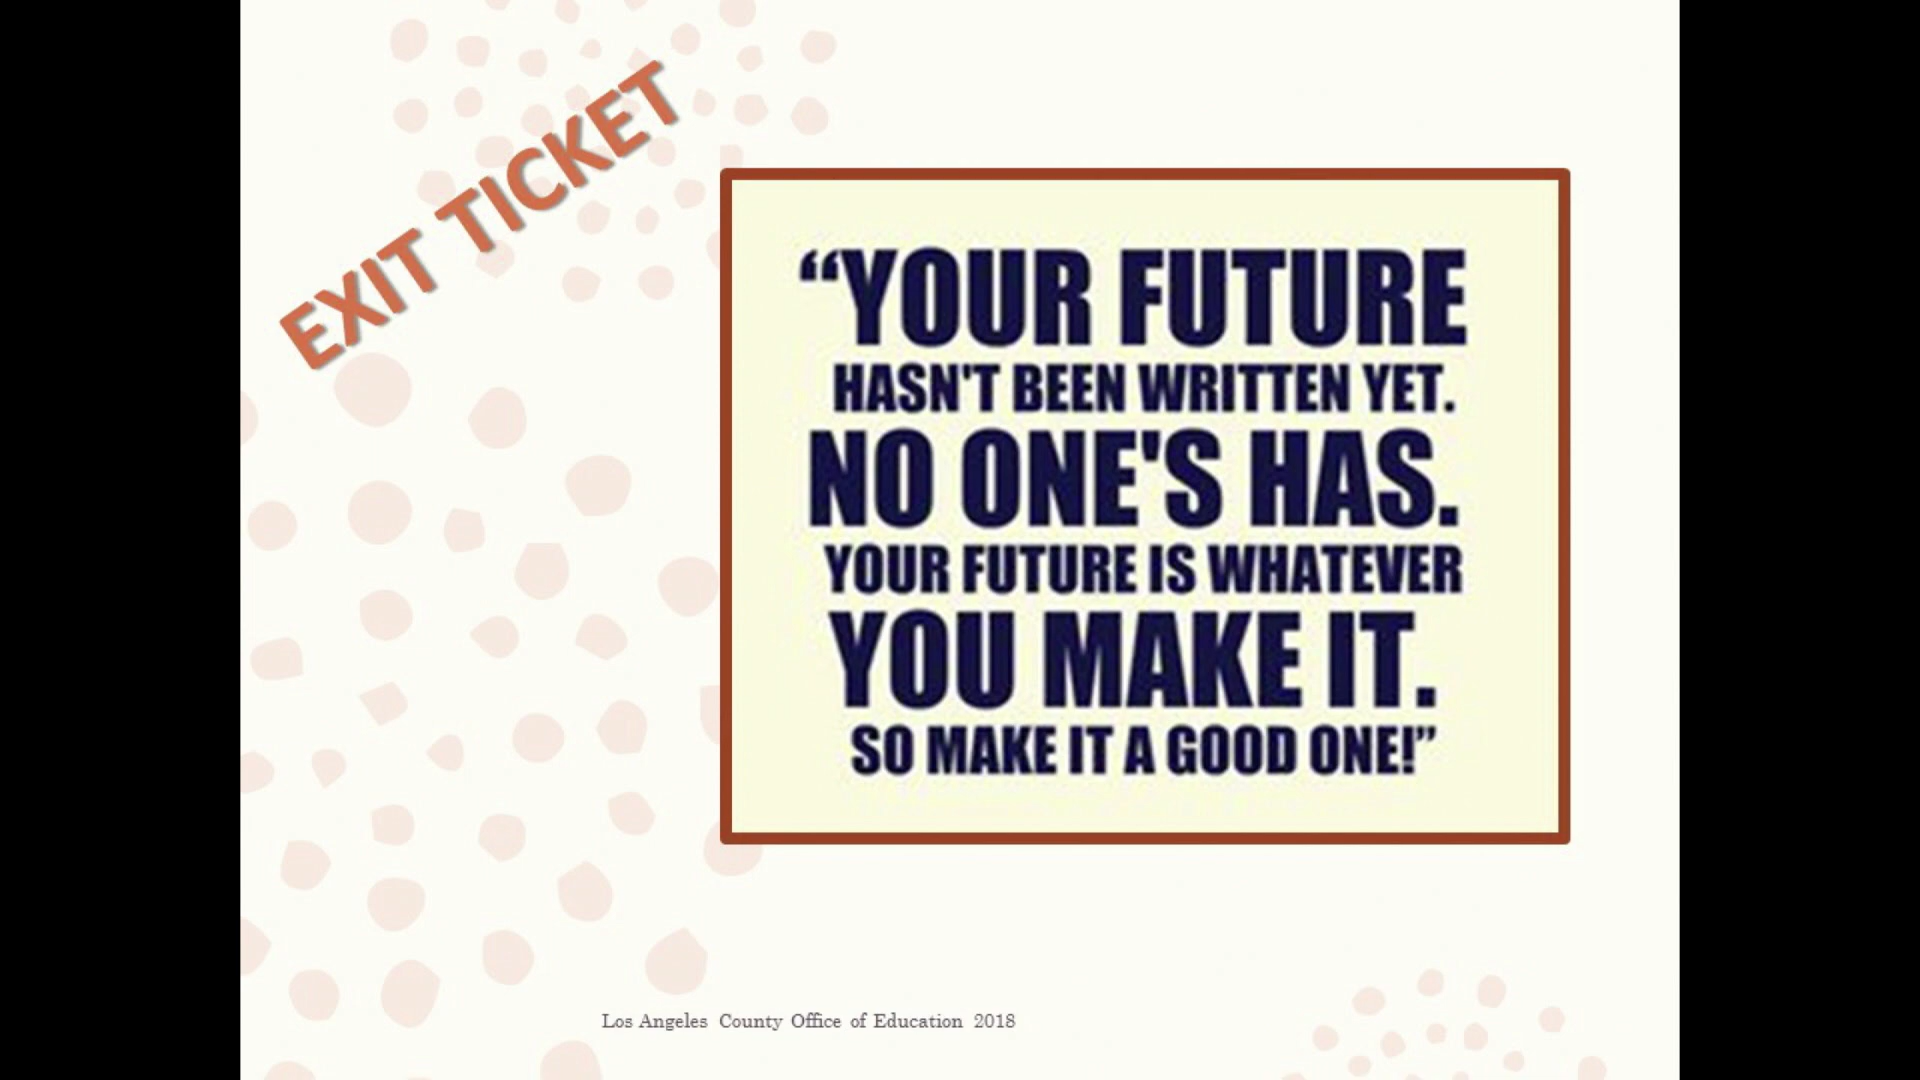 EXIT TICKET
“YOUR FUTURE
HASN'T BEEN WRITTEN YET.
NO ONE'S HAS.
YOUR FUTURE IS WHATEVER
YOU MAKE IT.
SO MAKE IT A GOOD ONE!”
Los Angeles County Office of Education 2018